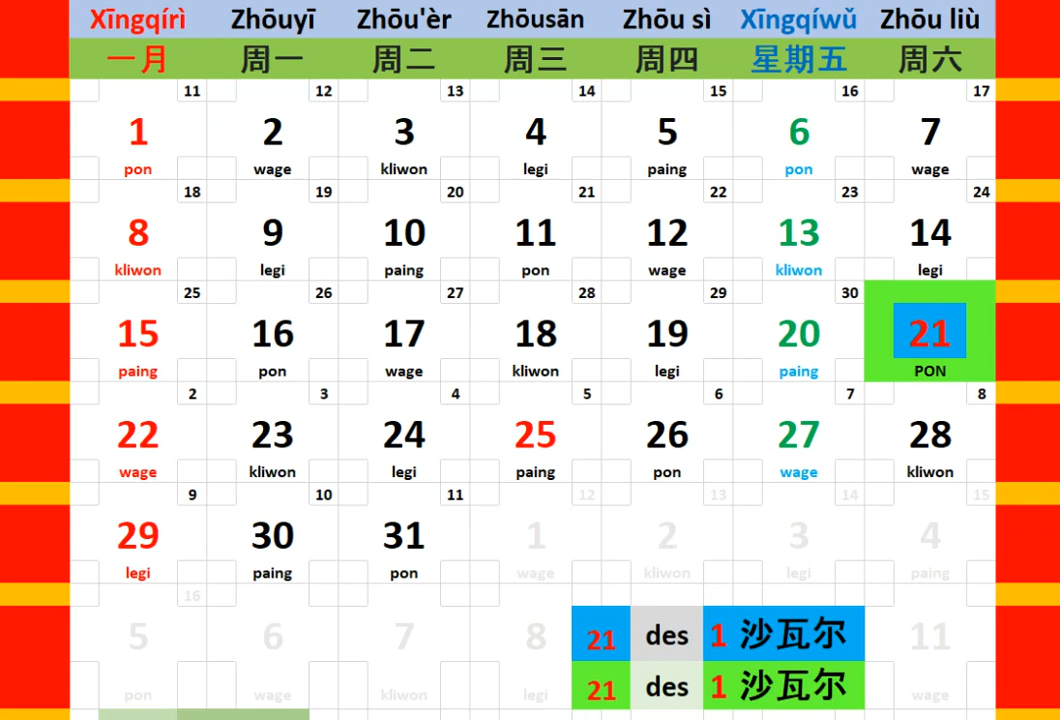 Xīngqírì Zhōuyī Zhōu'èr Zhōusān Zhōu sì Xīngqíwǔ Zhōu liù
一月 周一 周二 周三 周四 星期五 周六
11 12 13 14 15 16 17
1 2 3 4 5 6 7
pon wage kliwon legi paing pon wage
18 19 20 21 22 23 24
8 9 10 11 12 13 14
kliwon legi paing pon wage kliwon legi
25 26 27 28 29 30
15 16 17 18 19 20 21
paing pon wage kliwon legi paing PON
2 3 4 5 6 7 8
22 23 24 25 26 27 28
wage kliwon legi paing pon wage kliwon
9 10 11 12 13 14 15
29 30 31 1 2 3 4
legi paing pon wage kliwon legi paing
16
5 6 7 8 21 des 1 沙瓦尔 11
pon wage kliwon legi 21 des 1 沙瓦尔 wage